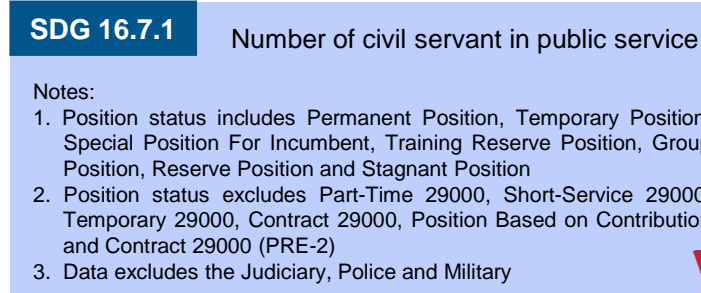 SDG 16.7.1
Number of civil servant in public service
Notes:
1. Position status includes Permanent Position, Temporary Position
Special Position For Incumbent, Training Reserve Position, Group
Position, Reserve Position and Stagnant Position
2. Position status excludes Part-Time 29000, Short-Service 29000
Temporary 29000, Contract 29000, Position Based on Contribution
and Contract 29000 (PRE-2)
3. Data excludes the Judiciary, Police and Military